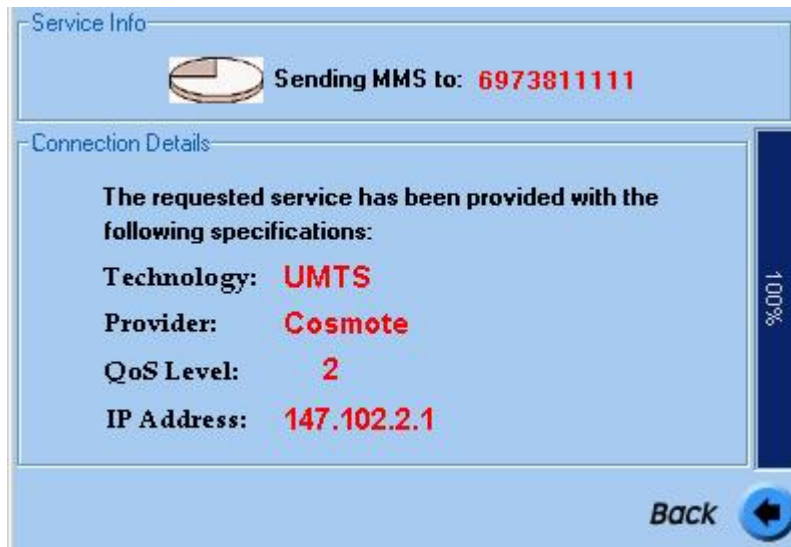 Service Info
Sending MMS to: 6973811111
Connection Details
The requested service has been provided with the
following specifications:
Technology: UMTS
Provider: Cosmote
QoS Level: 2
IP Address: 147.102.2.1
100%
Back